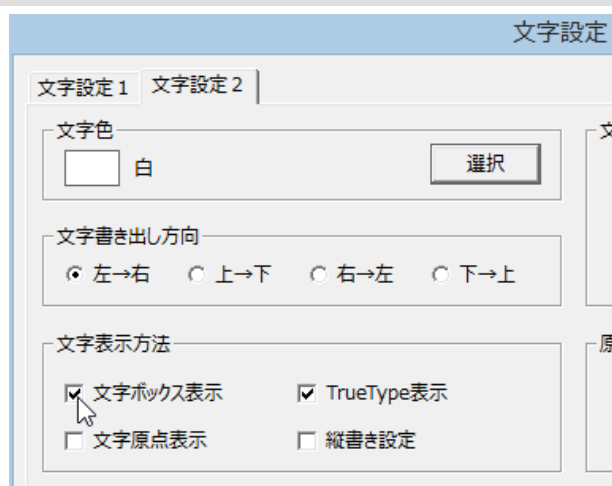 文字設定
文字設定1 文字設定2
文字色
白 選択
文字書き出し方向
左→右 上→下 右→左 下→上
文字表示方法
文字ボックス表示 TrueType表示
文字原点表示 縦書き設定